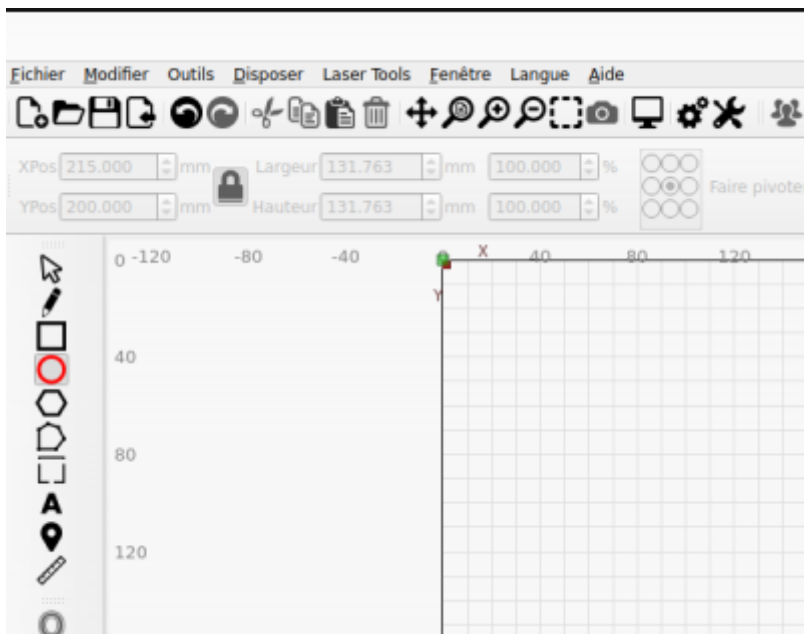 Fichier Modifier Outils Disposer Laser Tools Fenêtre Langue Aide
XPos 215.000 mm Largeur 131.763 mm 100.000 %
Faire pivoter
YPos 200.000 mm Hauteur 131.763 mm 100.000 %
0 -120 -80 -40 0 X 40 80 120
Y
40
80
A
120